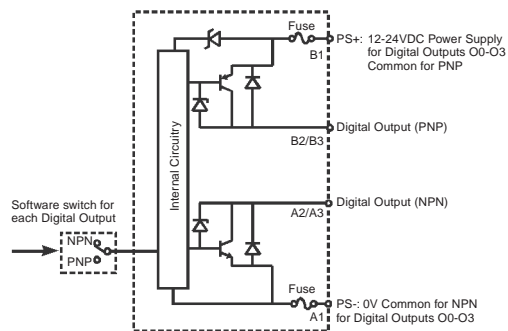 Fuse
PS+: 12-24VDC Power Supply
for Digital Outputs O0-O3
Common for PNP
B1
Digital Output (PNP)
B2/B3
Internal Circuitry
Digital Output (NPN)
A2/A3
Software switch for
each Digital Output
NPN
PNP
Fuse
PS-: 0V Common for NPN
for Digital Outputs O0-O3
A1